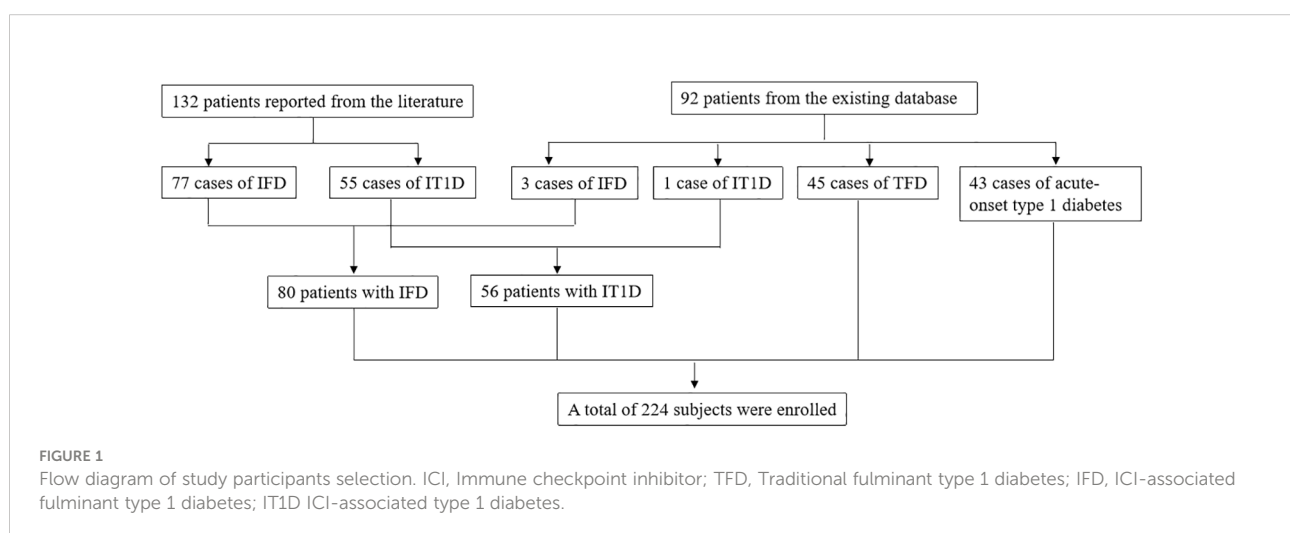 132 patients reported from the literature
92 patients from the existing database
77 cases of IFD
55 cases of IT1D
3 cases of IFD
1 case of IT1D
45 cases of TFD
43 cases of acute-
onset type 1 diabetes
80 patients with IFD
56 patients with IT1D
A total of 224 subjects were enrolled
FIGURE 1
Flow diagram of study participants selection. ICI, Immune checkpoint inhibitor; TFD, Traditional fulminant type 1 diabetes; IFD, ICI-associated
fulminant type 1 diabetes; IT1D ICI-associated type 1 diabetes.